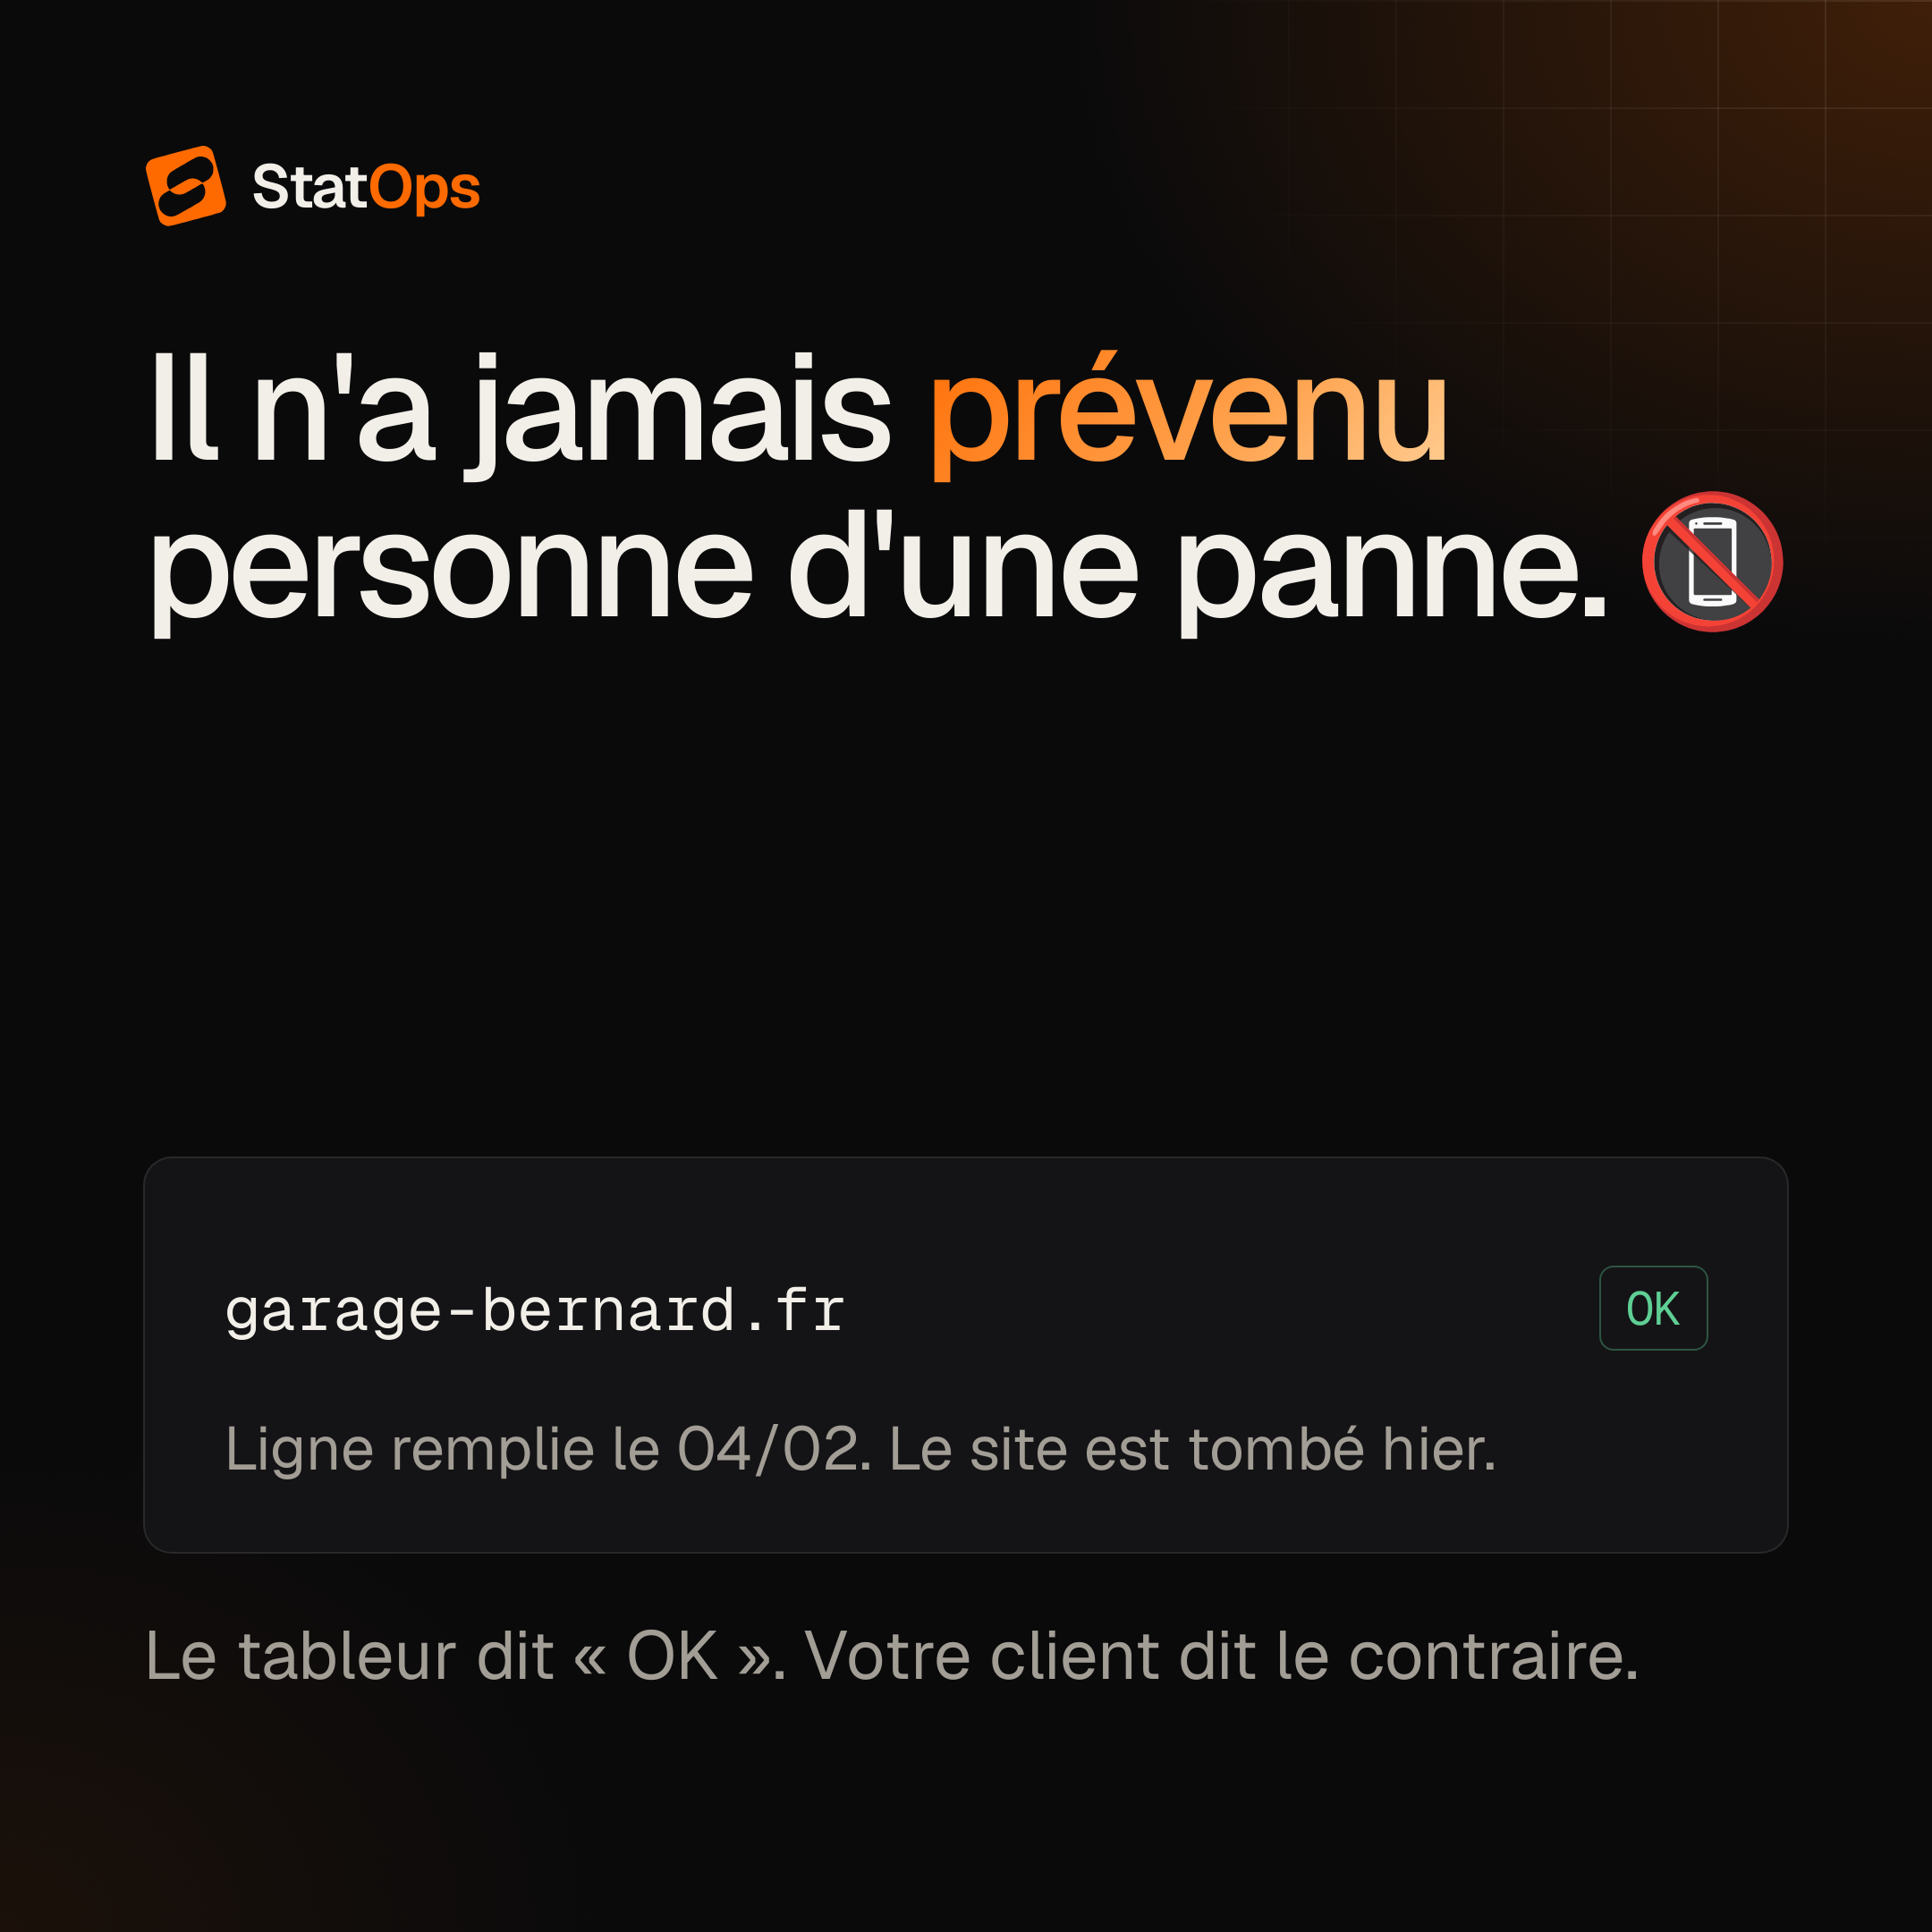 StatOps
Il n'a jamais prévenu
personne d'une panne. 📵
garage-bernard.fr
OK
Ligne remplie le 04/02. Le site est tombé hier.
Le tableur dit « OK ». Votre client dit le contraire.